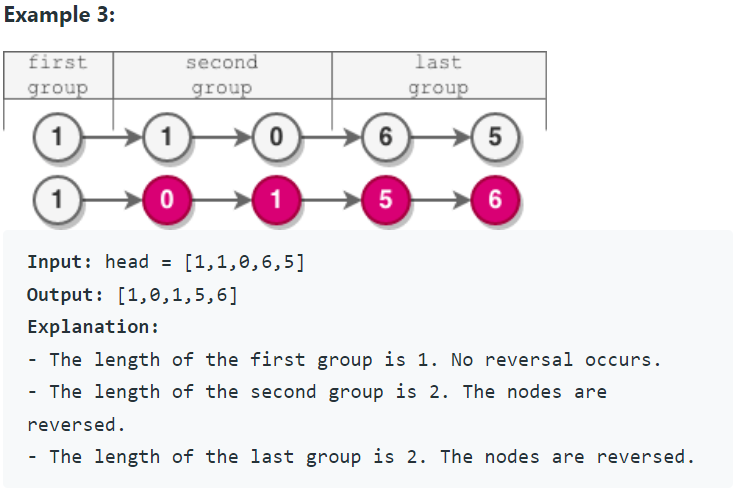 Example 3:
first second last
group group group
1 1 0 6 5
1 0 1 5 6
Input: head = [1,1,0,6,5]
Output: [1,0,1,5,6]
Explanation:
- The length of the first group is 1. No reversal occurs.
- The length of the second group is 2. The nodes are
reversed.
- The length of the last group is 2. The nodes are reversed.